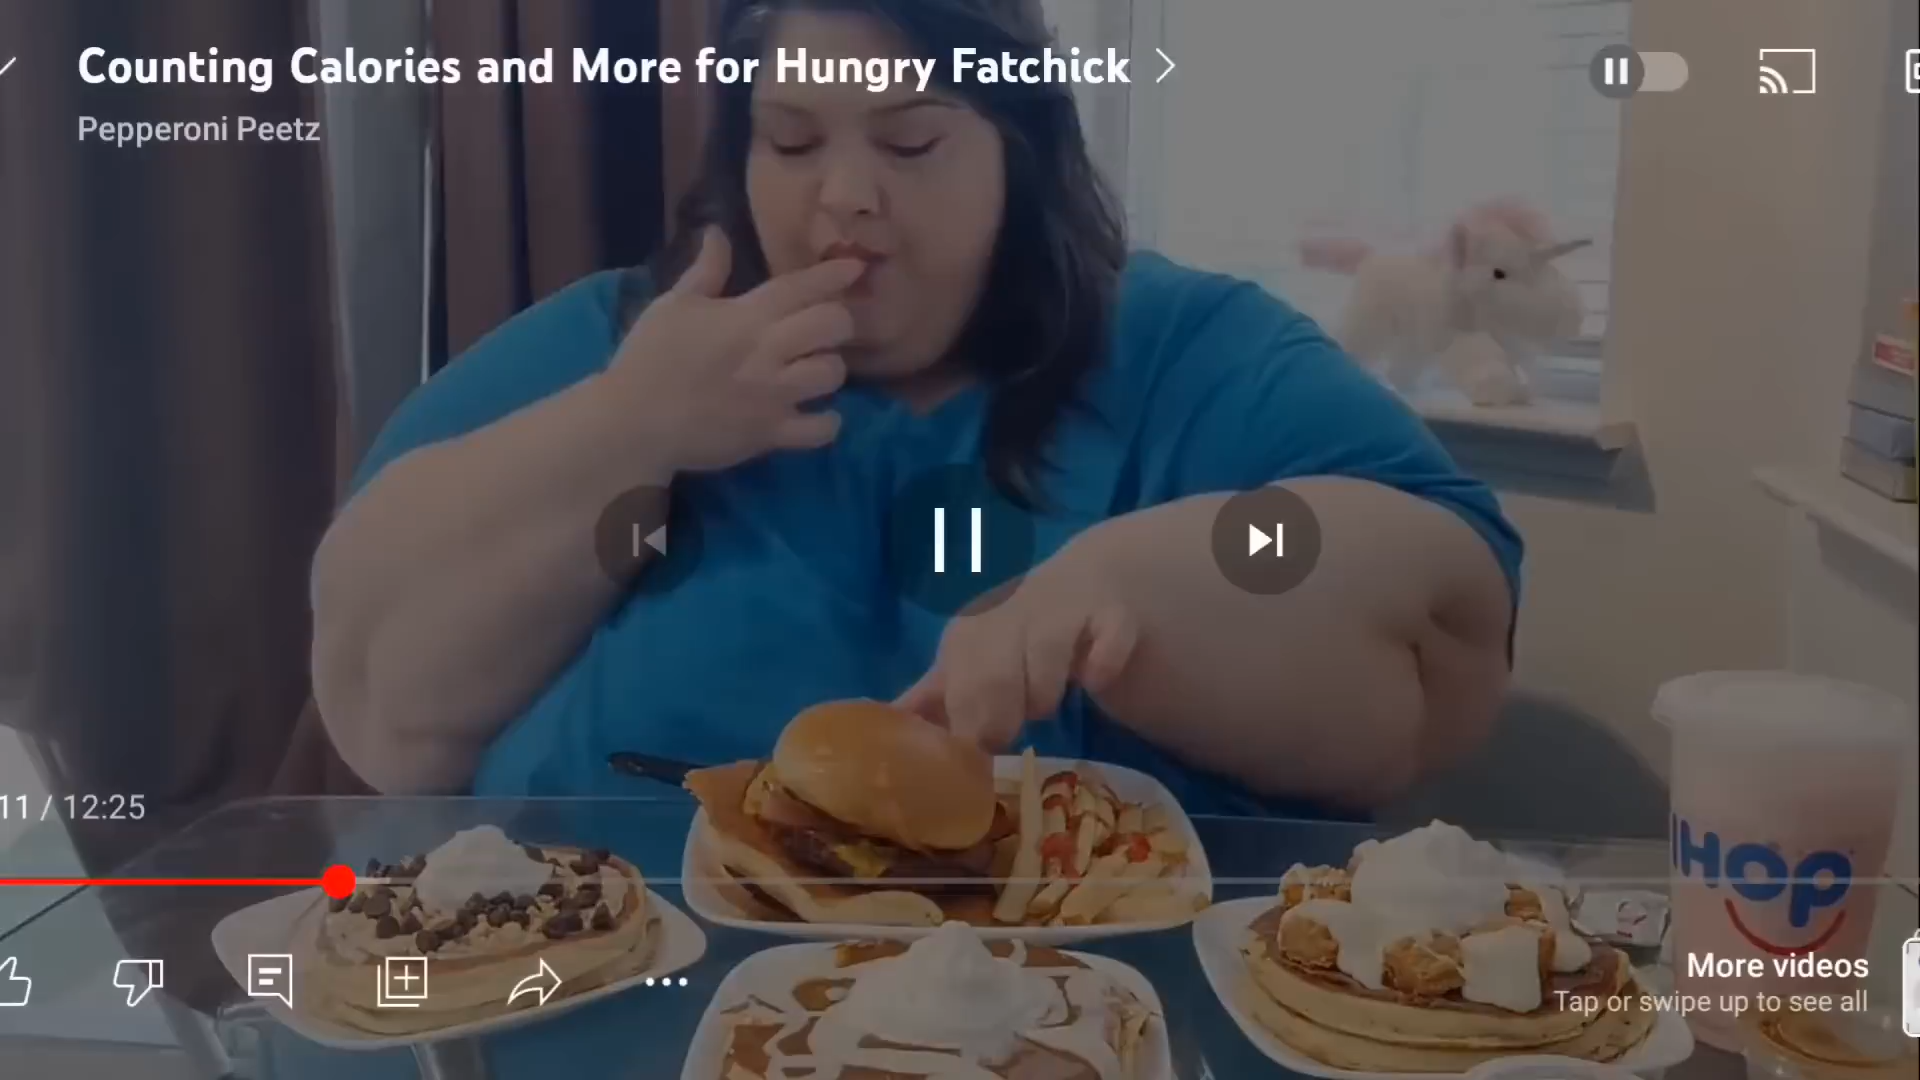 Counting Calories and More for Hungry Fatchick
Pepperoni Peetz
11 / 12:25
IHOP
More videos
Tap or swipe up to see all